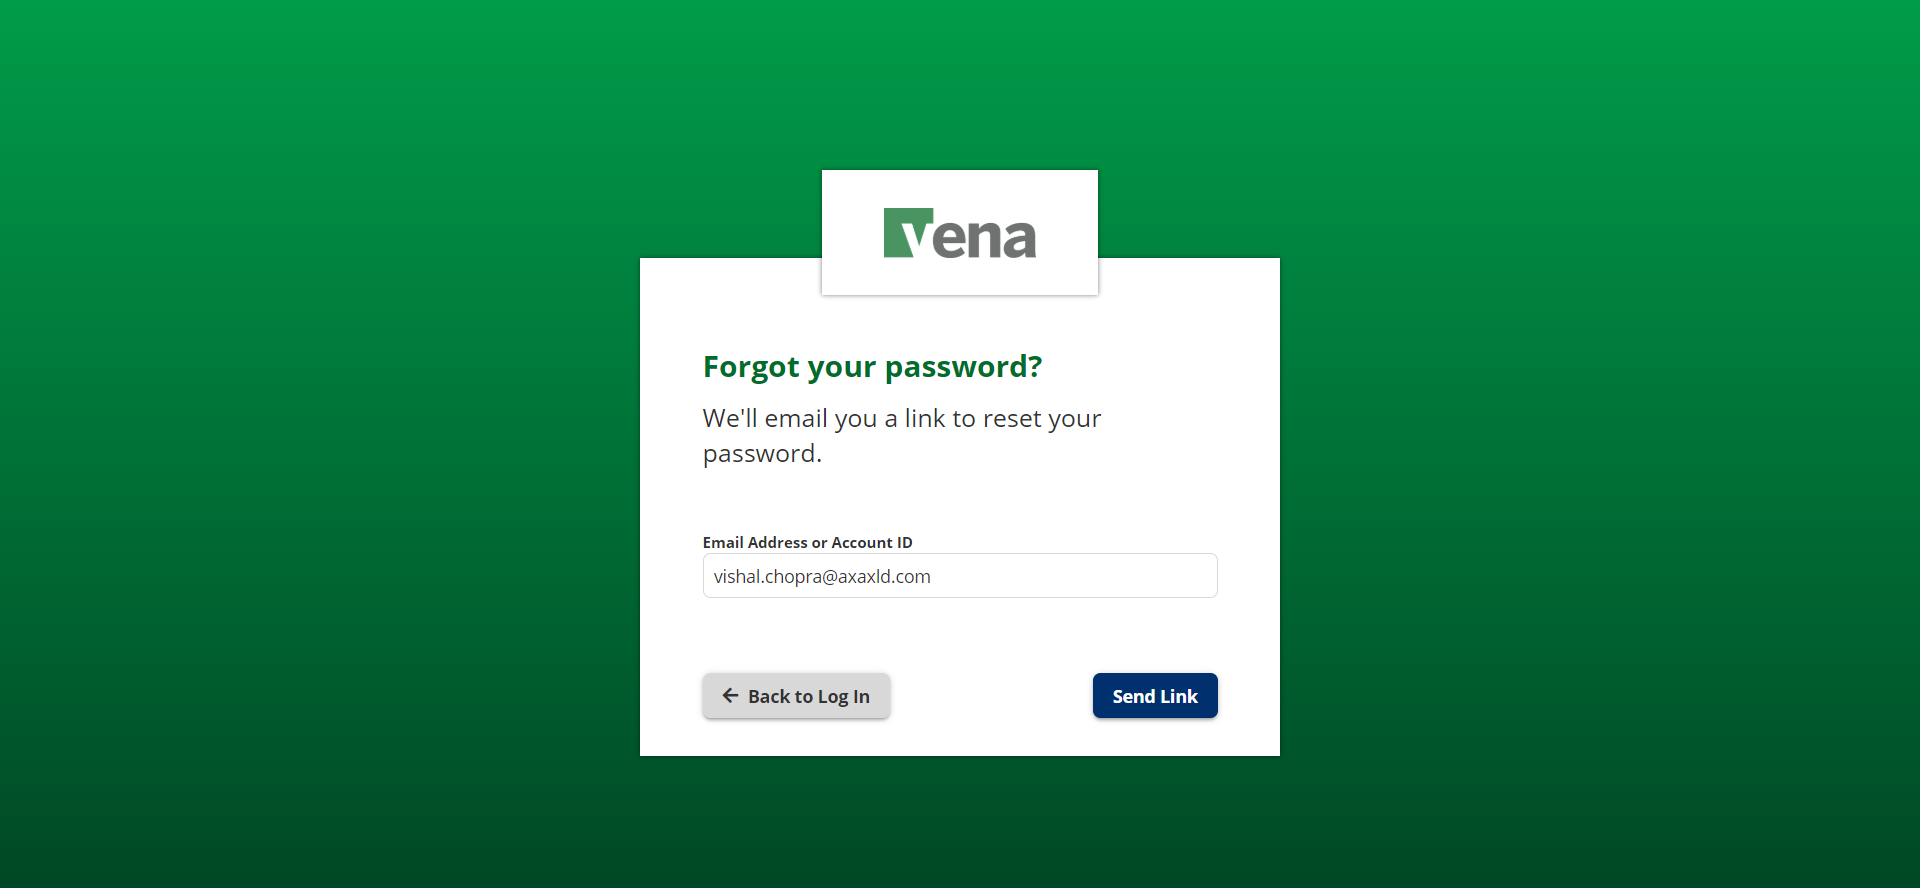 vena
Forgot your password?
We'll email you a link to reset your
password.
Email Address or Account ID
vishal.chopra@axaxld.com
Back to Log In
Send Link